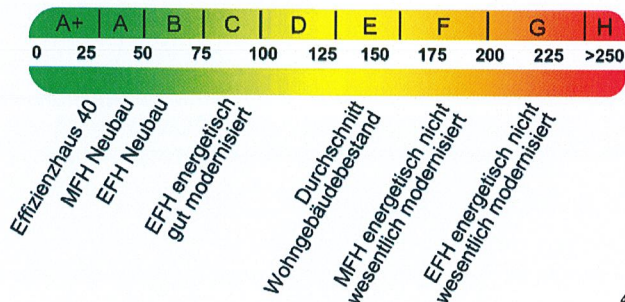 A+ A B C D E F G H
0 25 50 75 100 125 150 175 200 225 >250
Effizienzhaus 40
MFH Neubau
EFH Neubau
EFH energetisch
gut modernisiert
Durchschnitt
Wohngebäudebestand
MFH energetisch nicht
wesentlich modernisiert
EFH energetisch nicht
wesentlich modernisiert